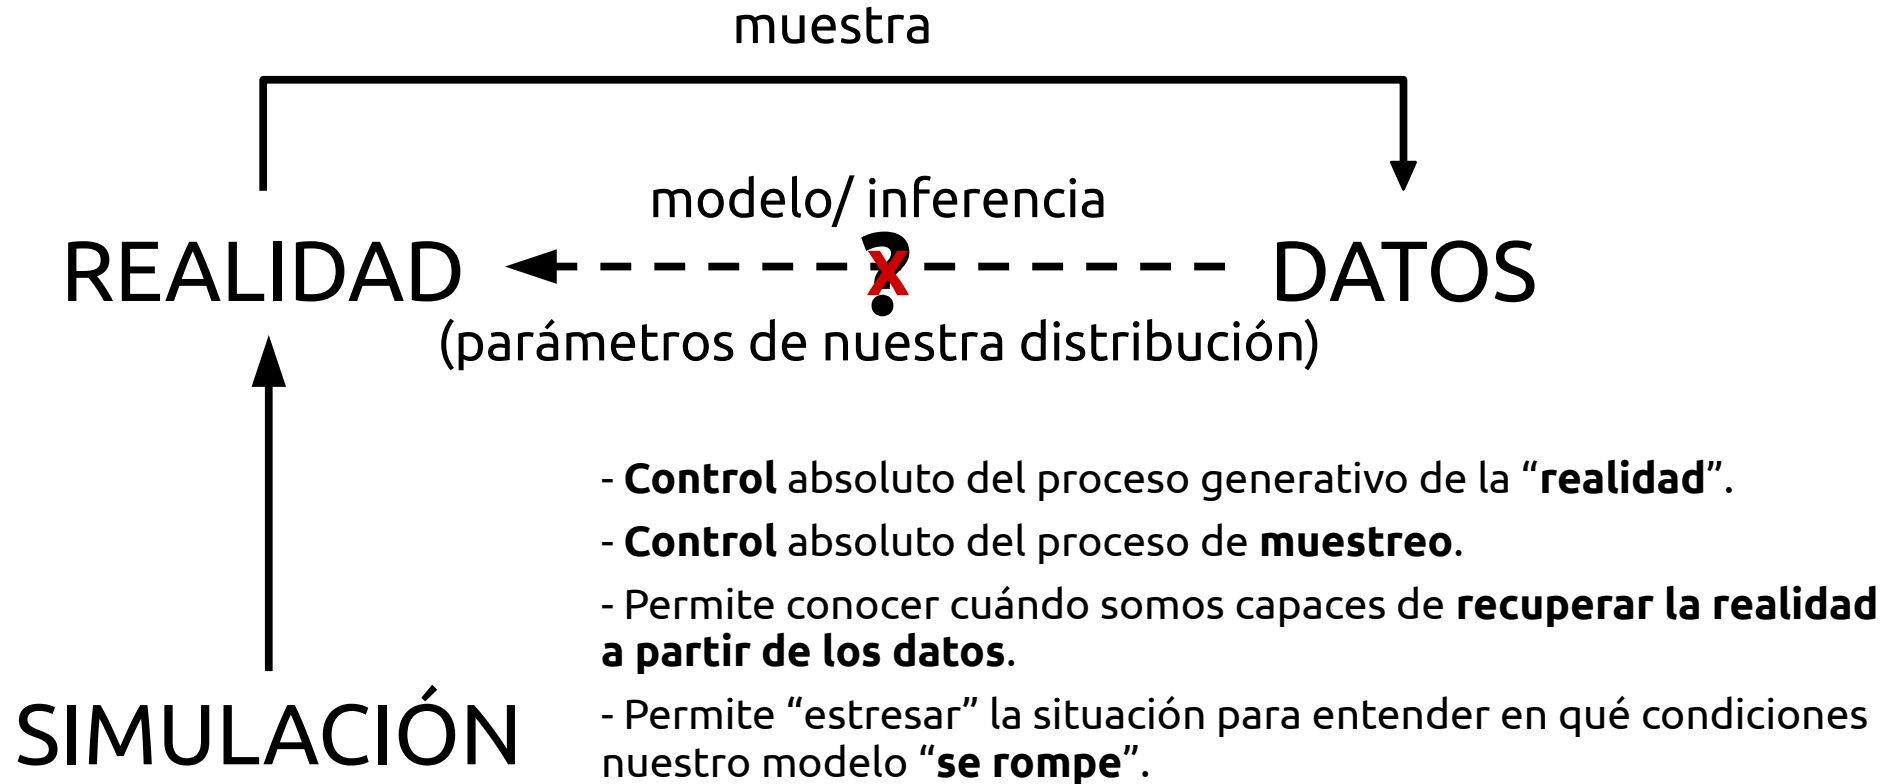 muestra
modelo/ inferencia
REALIDAD
?
X
DATOS
(parámetros de nuestra distribución)
- Control absoluto del proceso generativo de la “realidad”.
- Control absoluto del proceso de muestreo.
- Permite conocer cuándo somos capaces de recuperar la realidad
a partir de los datos.
SIMULACIÓN
- Permite “estresar” la situación para entender en qué condiciones
nuestro modelo “se rompe”.